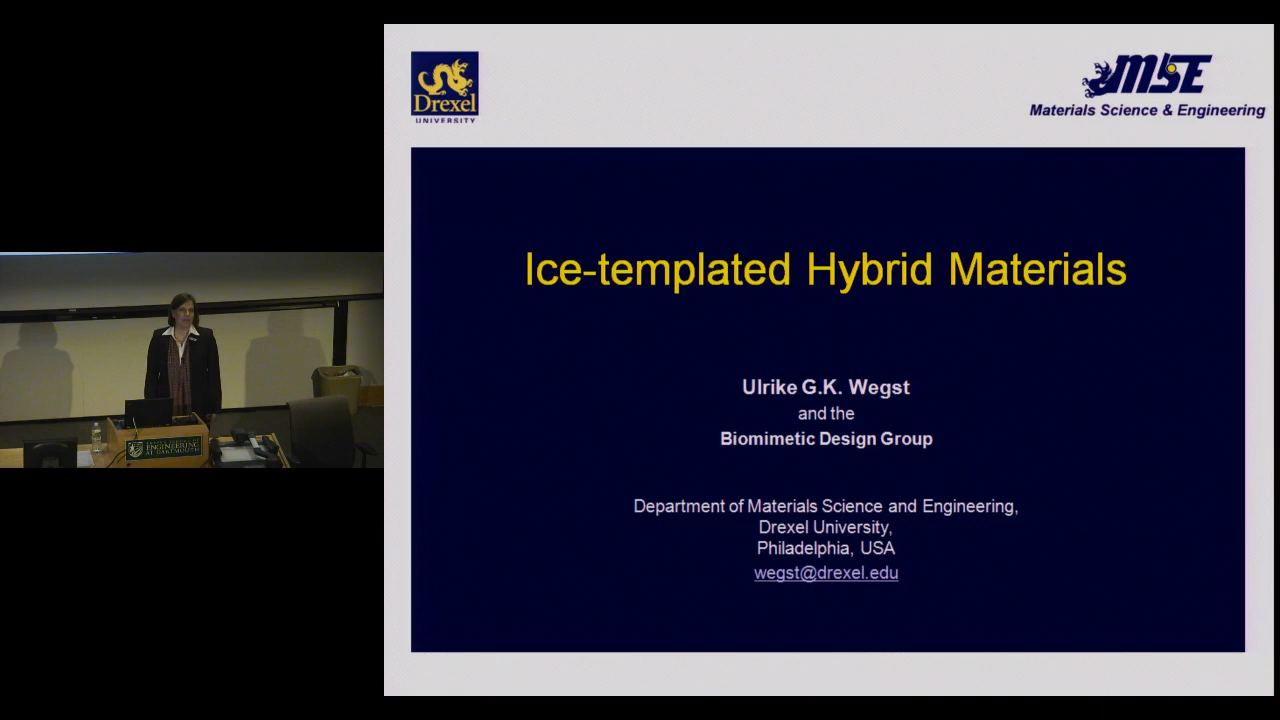 Drexel
UNIVERSITY
MSE
Materials Science & Engineering
Ice-templated Hybrid Materials
Ulrike G.K. Wegst
and the
Biomimetic Design Group
Department of Materials Science and Engineering,
Drexel University,
Philadelphia, USA
wegst@drexel.edu
ENGINEERING
AT DARTMOUTH